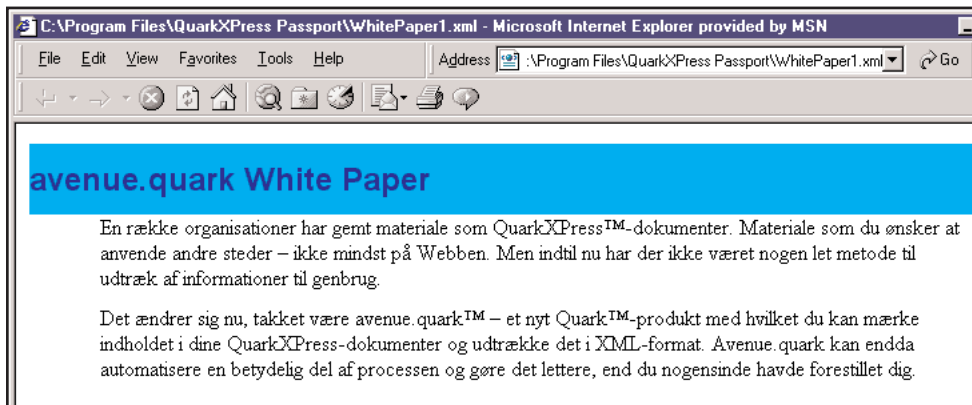 C:\Program Files\QuarkXPress Passport\WhitePaper1.xml - Microsoft Internet Explorer provided by MSN
File Edit View Favorites Tools Help Address :\Program Files\QuarkXPress Passport\WhitePaper1.xml Go
avenue.quark White Paper
En række organisationer har gemt materiale som QuarkXPress™-dokumenter. Materiale som du ønsker at
anvende andre steder – ikke mindst på Webben. Men indtil nu har der ikke været nogen let metode til
udtræk af informationer til genbrug.
Det ændrer sig nu, takket være avenue.quark™ – et nyt Quark™-produkt med hvilket du kan mærke
indholdet i dine QuarkXPress-dokumenter og udtrække det i XML-format. Avenue.quark kan endda
automatisere en betydelig del af processen og gøre det lettere, end du nogensinde havde forestillet dig.